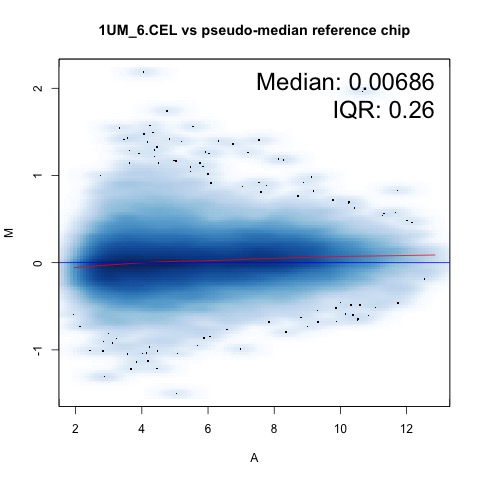 1UM_6.CEL vs pseudo-median reference chip
Median: 0.00686
IQR: 0.26
2
1
0
-1
M
2 4 6 8 10 12
A